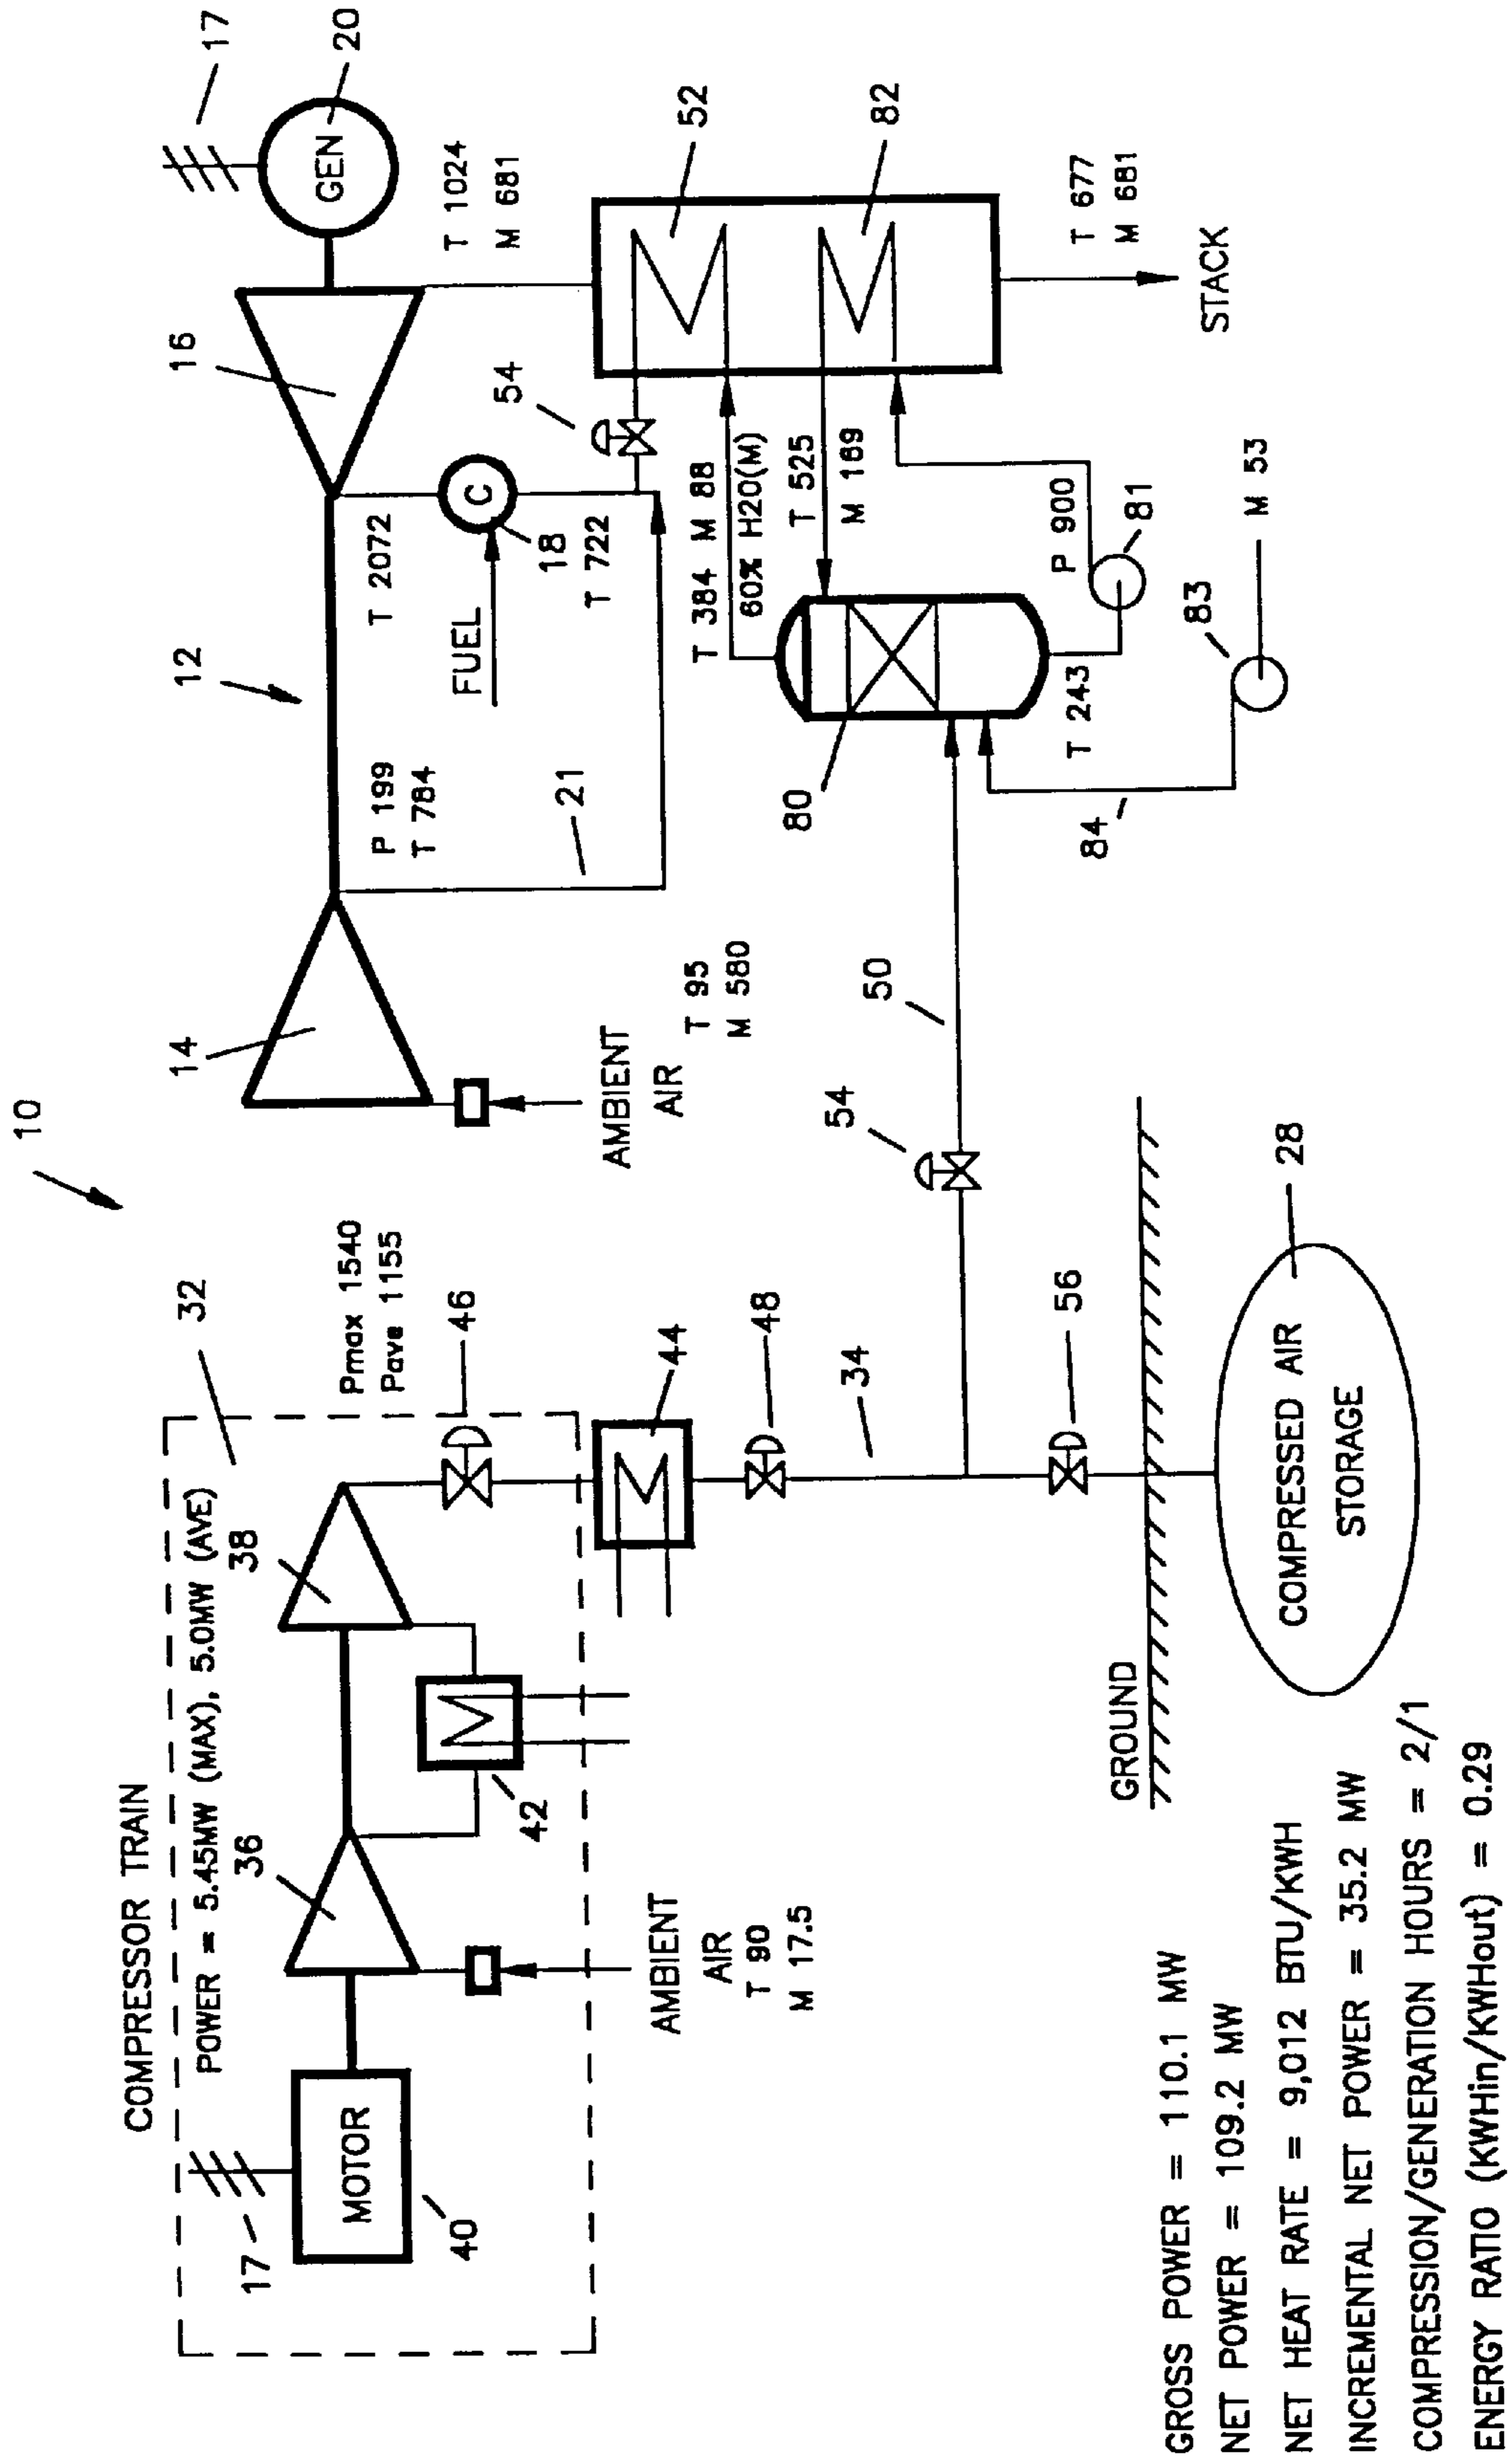 10
COMPRESSOR TRAIN
32
POWER = 5.45MW (MAX), 5.0MW (AVE)
17
MOTOR
40
36
38
42
Pmax 1540
Pave 1155
46
44
48
34
56
AMBIENT
AIR
T 90
M 17.5
12
14
16
17
GEN
20
P 199
T 784
21
T 2072
C
18
FUEL
T 722
54
T 1024
M 681
52
82
AMBIENT
AIR
T 95
M 580
T 384 M 88
60% H20(M)
T 525
M 169
P 900
81
80
T 243
83
84
M 53
T 677
M 681
STACK
50
54
GROUND
28
COMPRESSED AIR
STORAGE
GROSS POWER = 110.1 MW
NET POWER = 109.2 MW
NET HEAT RATE = 9,012 BTU/KWH
INCREMENTAL NET POWER = 35.2 MW
COMPRESSION/GENERATION HOURS = 2/1
ENERGY RATIO (KWHin/KWHout) = 0.29